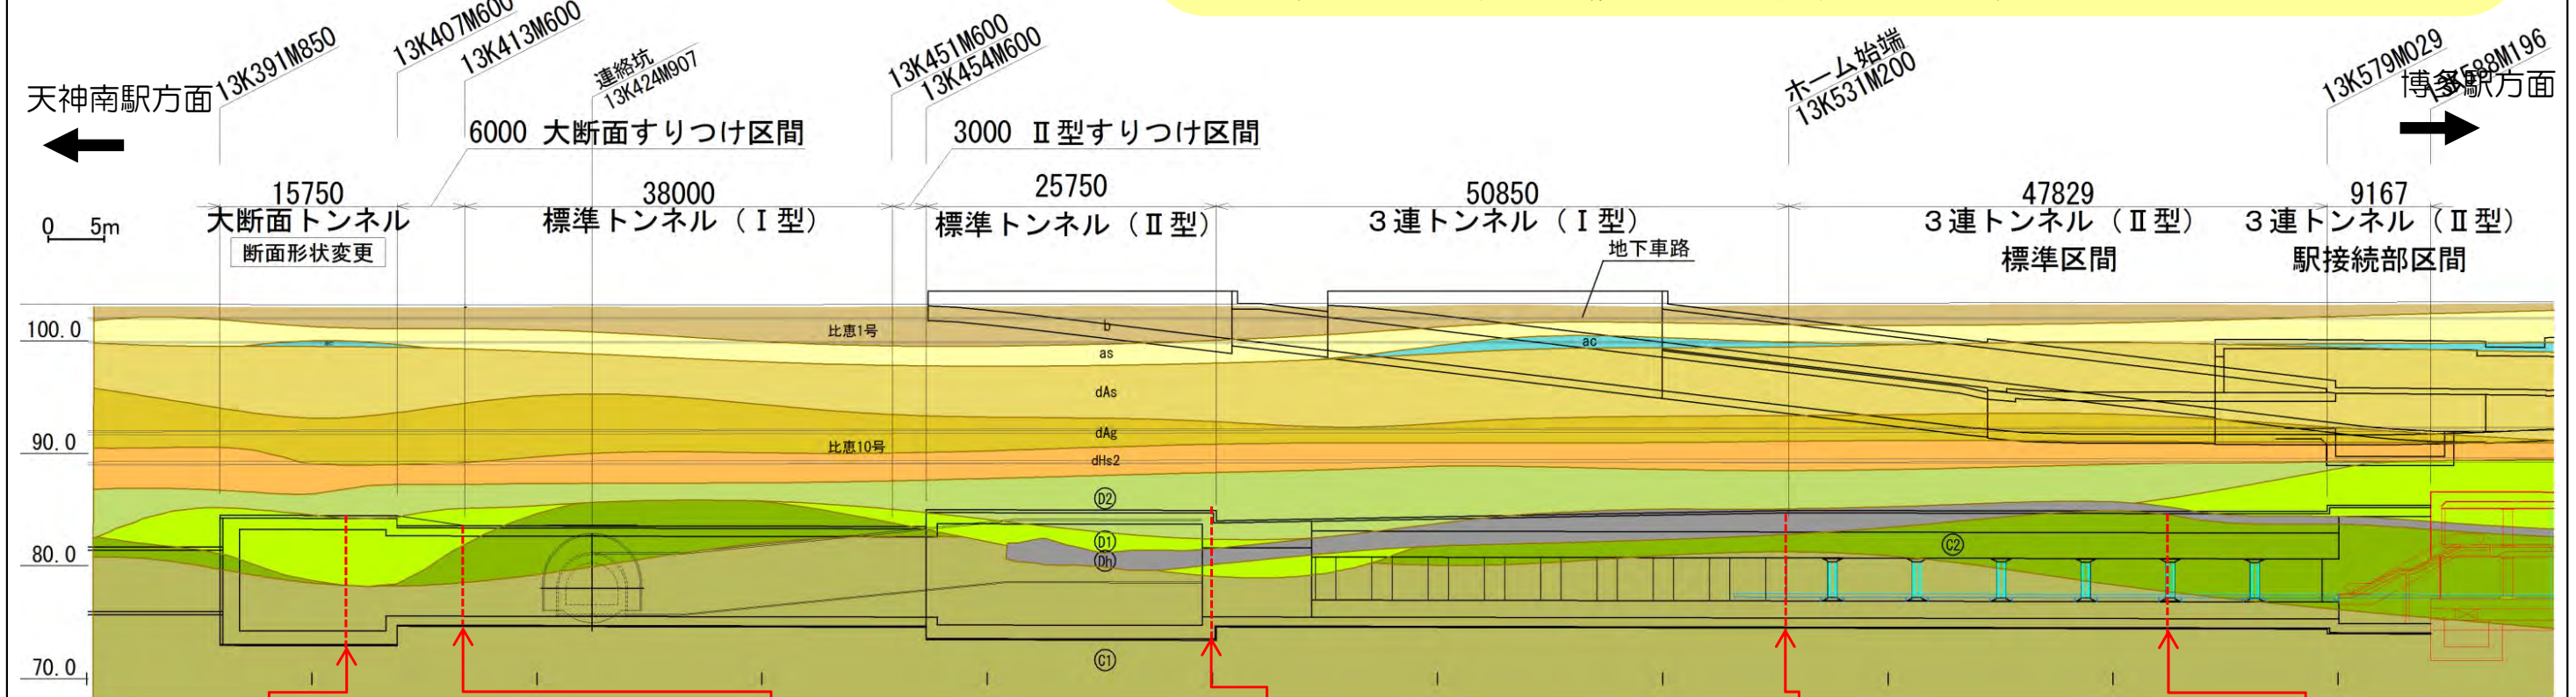 13K391M850
13K407M600
13K413M600
連絡坑
13K424M907
13K451M600
13K454M600
ホーム始端
13K531M200
13K579M029
13K588M196
天神南駅方面
博多駅方面
6000 大断面すりつけ区間
3000 Ⅱ型すりつけ区間
15750
大断面トンネル
断面形状変更
38000
標準トンネル（Ⅰ型）
25750
標準トンネル（Ⅱ型）
50850
３連トンネル（Ⅰ型）
47829
３連トンネル（Ⅱ型）
標準区間
9167
３連トンネル（Ⅱ型）
駅接続部区間
0 5m
地下車路
100.0
90.0
80.0
70.0
比恵1号
比恵10号
b
as
ac
dAs
dAg
dHs2
D2
D1
Dh
C2
C1